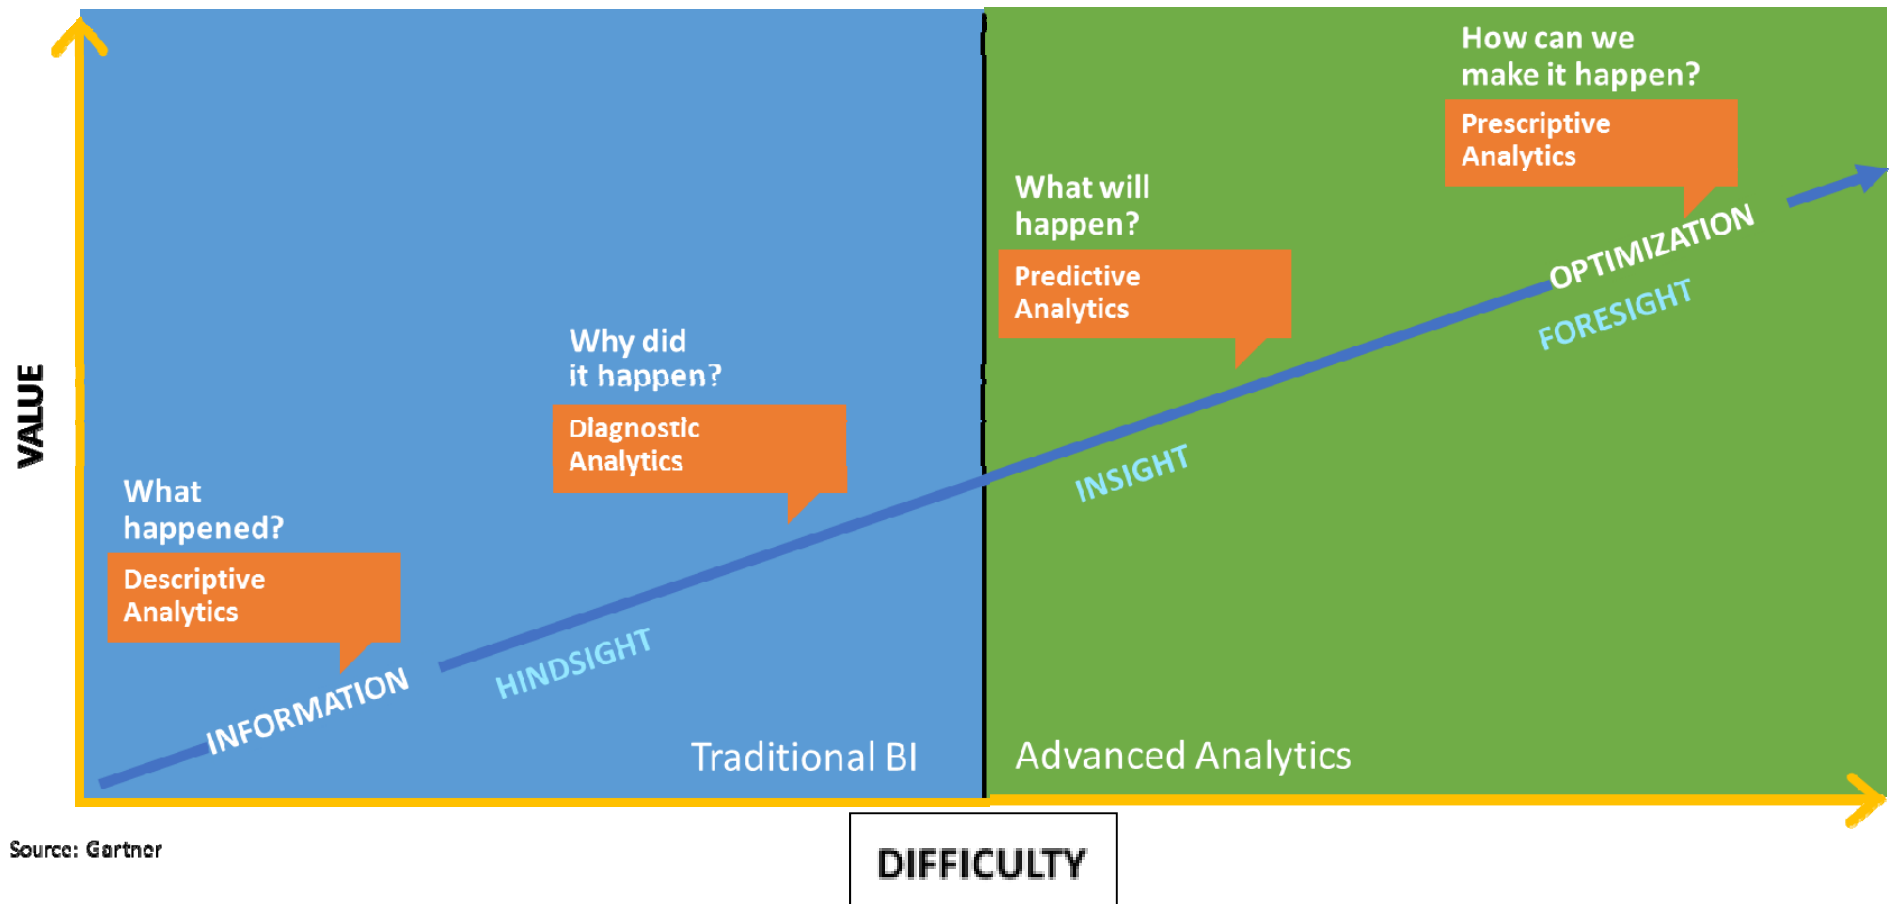 How can we
make it happen?
Prescriptive
Analytics
What will
happen?
Predictive
Analytics
OPTIMIZATION
FORESIGHT
Why did
it happen?
Diagnostic
Analytics
INSIGHT
VALUE
What
happened?
Descriptive
Analytics
HINDSIGHT
INFORMATION
Traditional BI
Advanced Analytics
Source: Gartner
DIFFICULTY